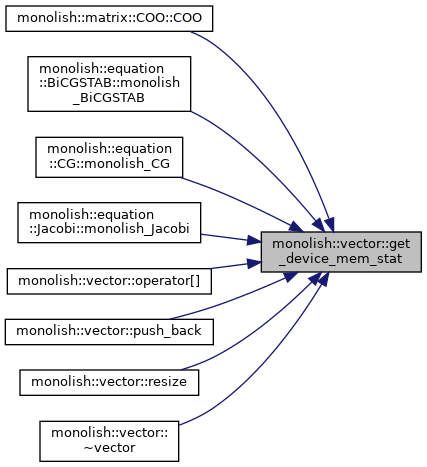 monolish::matrix::COO::COO
monolish::equation
::BiCGSTAB::monolish
_BiCGSTAB
monolish::equation
::CG::monolish_CG
monolish::equation
::Jacobi::monolish_Jacobi
monolish::vector::get
_device_mem_stat
monolish::vector::operator[]
monolish::vector::push_back
monolish::vector::resize
monolish::vector::
~vector